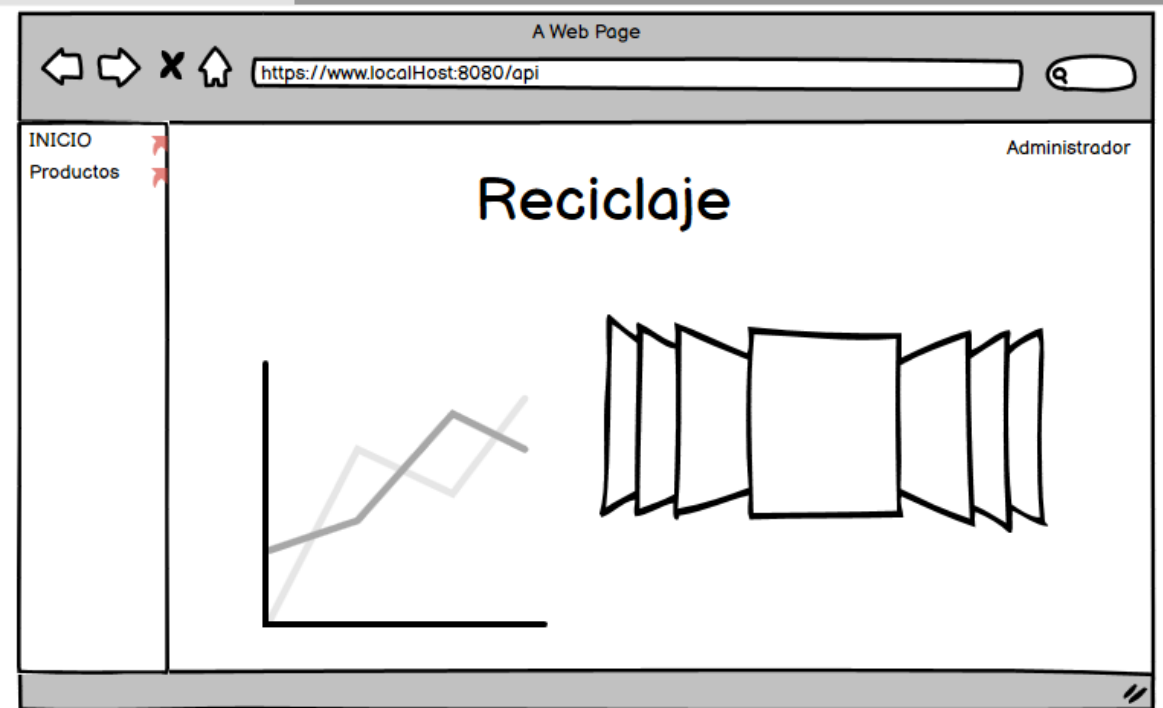 A Web Page
https://www.localHost:8080/api
INICIO
Productos
Administrador
Reciclaje